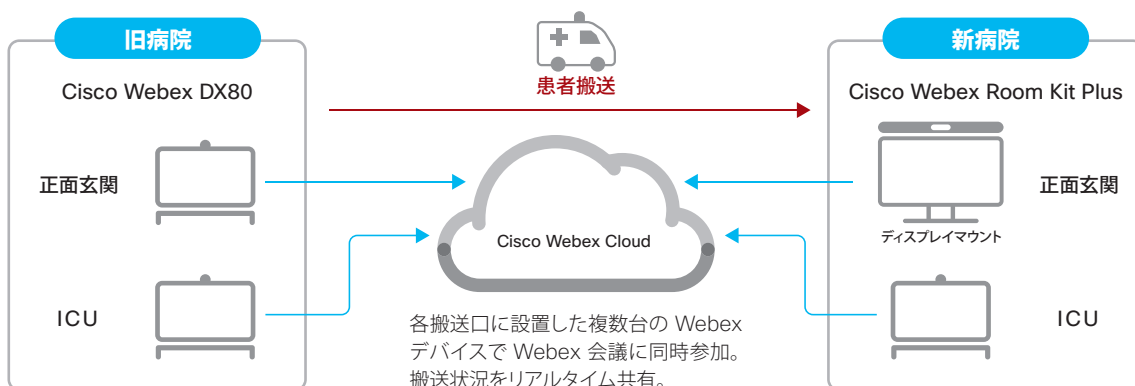 旧病院
Cisco Webex DX80
正面玄関
ICU
患者搬送
Cisco Webex Cloud
各搬送口に設置した複数台の Webex
デバイスで Webex 会議に同時参加。
搬送状況をリアルタイム共有。
新病院
Cisco Webex Room Kit Plus
正面玄関
ディスプレイマウント
ICU